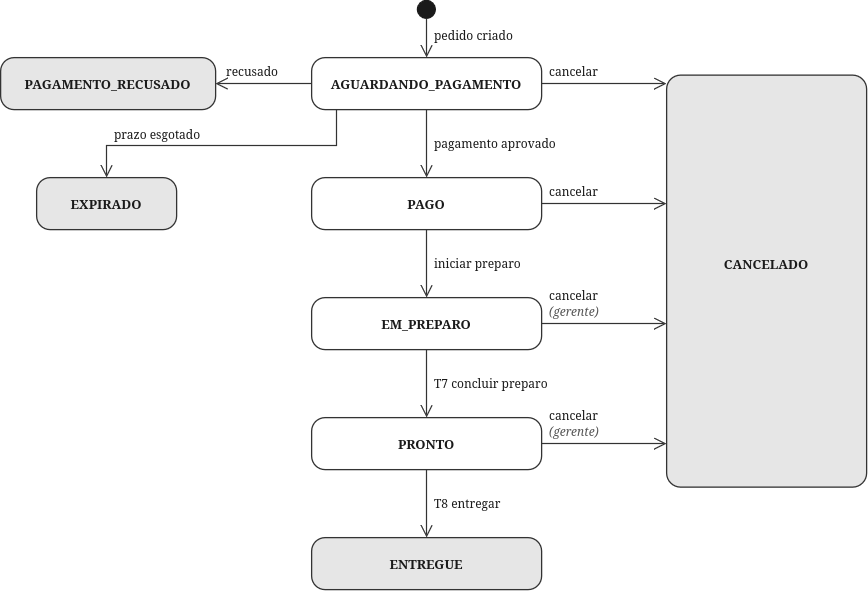 pedido criado
PAGAMENTO_RECUSADO
recusado
AGUARDANDO_PAGAMENTO
cancelar
prazo esgotado
pagamento aprovado
EXPIRADO
PAGO
cancelar
CANCELADO
iniciar preparo
EM_PREPARO
cancelar
(gerente)
T7 concluir preparo
PRONTO
cancelar
(gerente)
T8 entregar
ENTREGUE